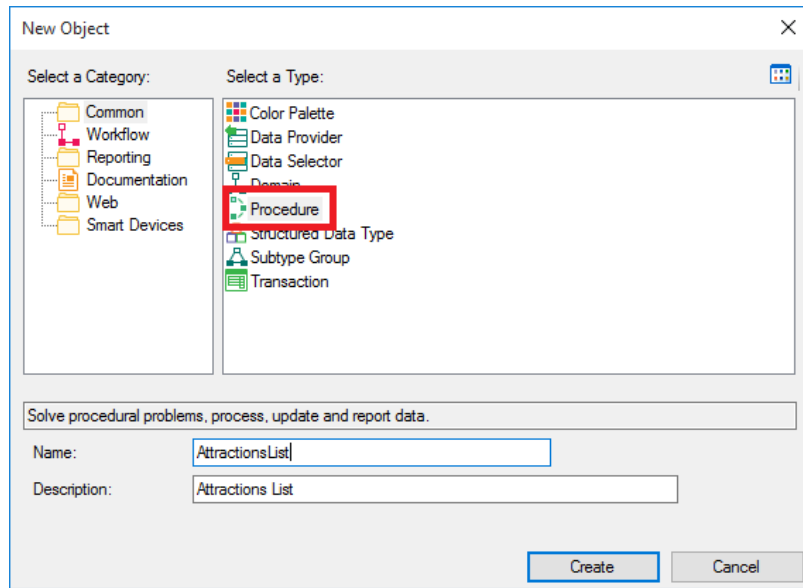 New Object
Select a Category:
Select a Type:
Common
Workflow
Reporting
Documentation
Web
Smart Devices
Color Palette
Data Provider
Data Selector
Domain
Procedure
Structured Data Type
Subtype Group
Transaction
Solve procedural problems, process, update and report data.
Name:
AttractionsList
Description:
Attractions List
Create
Cancel